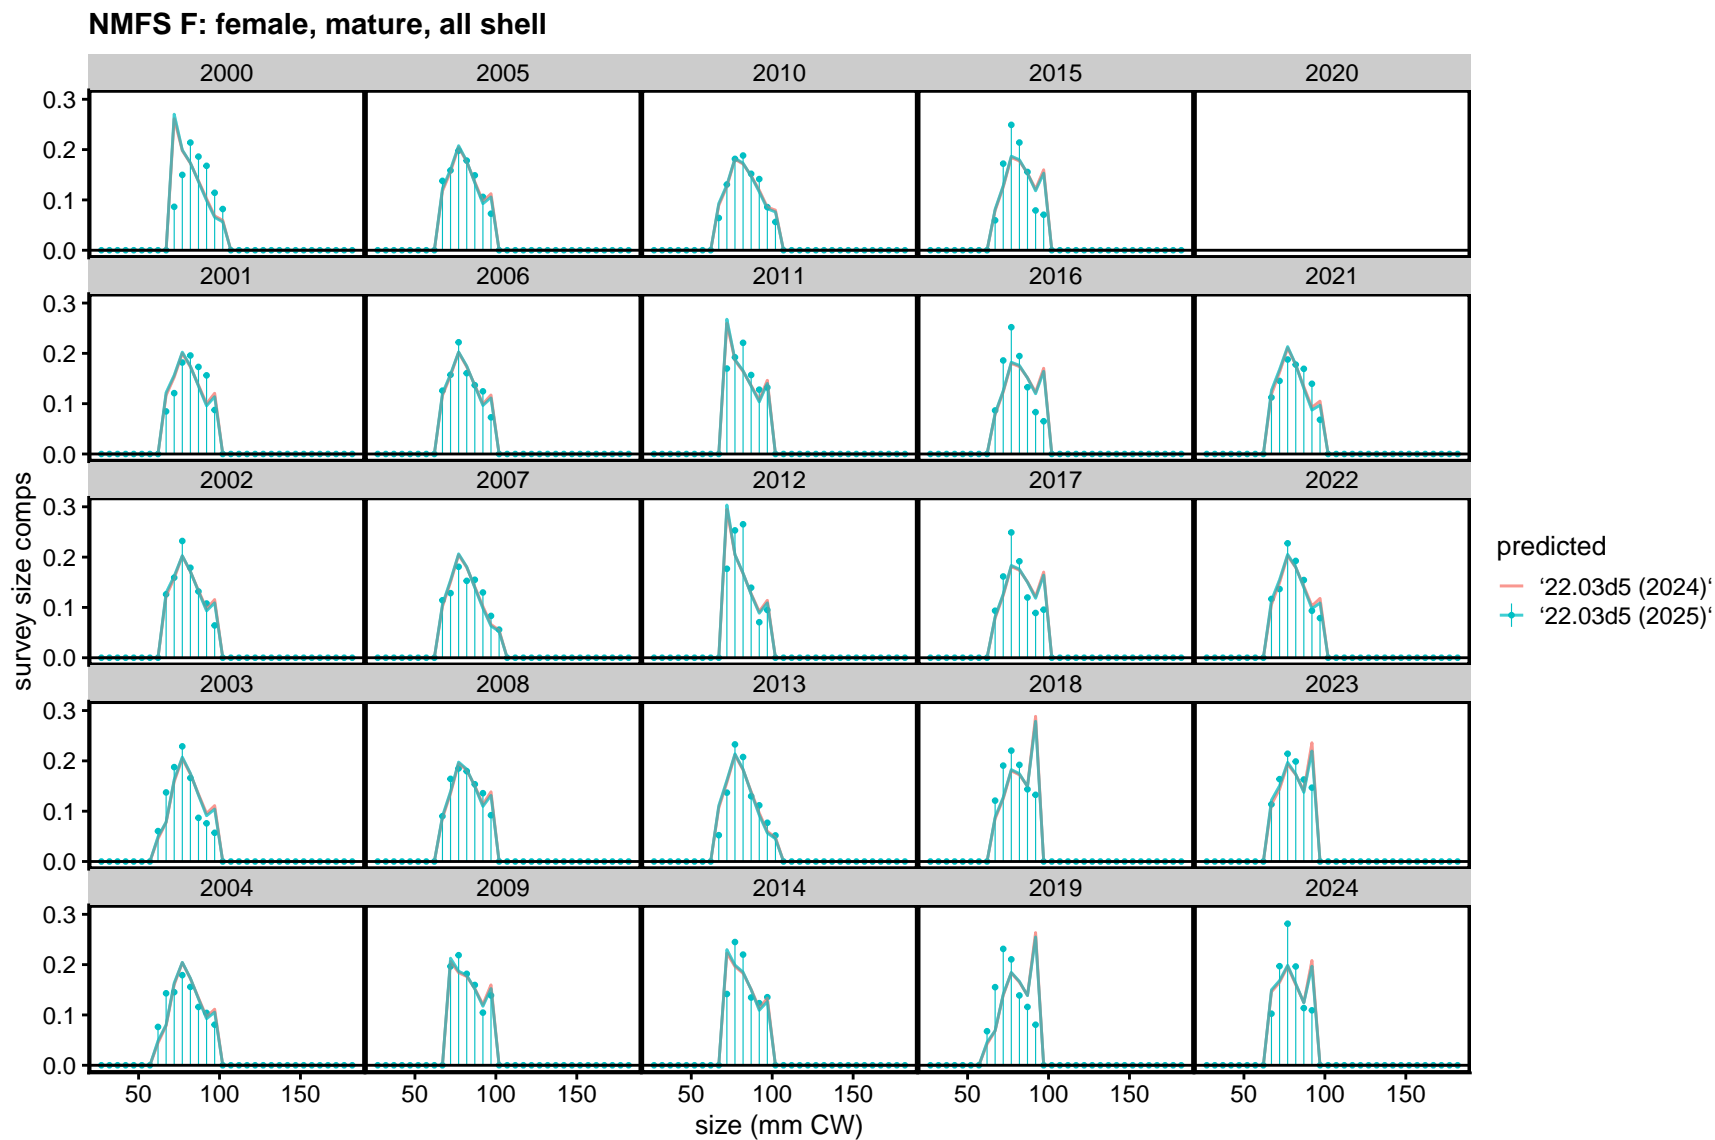 NMFS F: female, mature, all shell
2000 2005 2010 2015 2020
0.3
0.2
0.1
0.0
2001 2006 2011 2016 2021
0.3
0.2
0.1
0.0
2002 2007 2012 2017 2022
0.3
0.2
0.1
0.0
2003 2008 2013 2018 2023
0.3
0.2
0.1
0.0
2004 2009 2014 2019 2024
0.3
0.2
0.1
0.0
50 100 150 50 100 150 50 100 150 50 100 150 50 100 150
size (mm CW)
survey size comps
predicted
‘22.03d5 (2024)‘
‘22.03d5 (2025)‘